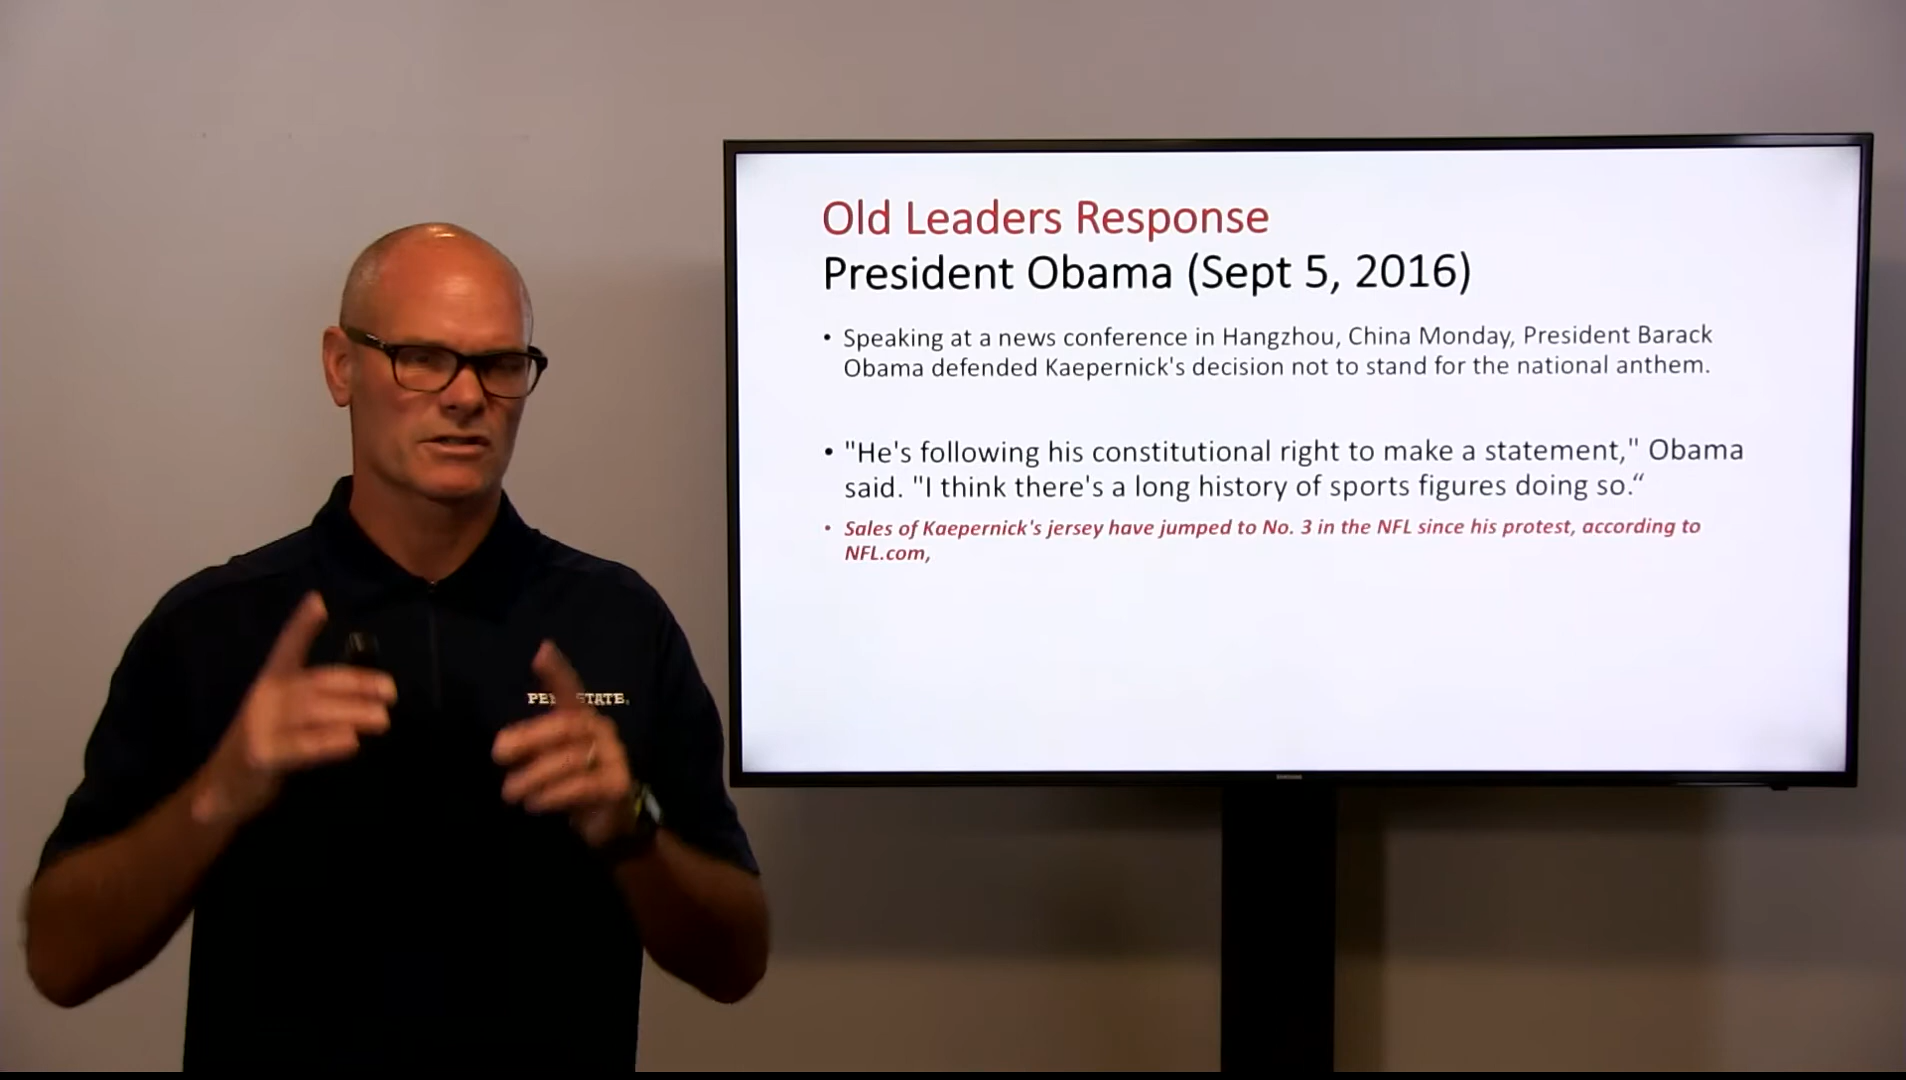 Old Leaders Response
President Obama (Sept 5, 2016)
• Speaking at a news conference in Hangzhou, China Monday, President Barack
Obama defended Kaepernick's decision not to stand for the national anthem.
• "He's following his constitutional right to make a statement," Obama
said. "I think there's a long history of sports figures doing so.“
• Sales of Kaepernick's jersey have jumped to No. 3 in the NFL since his protest, according to
NFL.com,
SAMSUNG